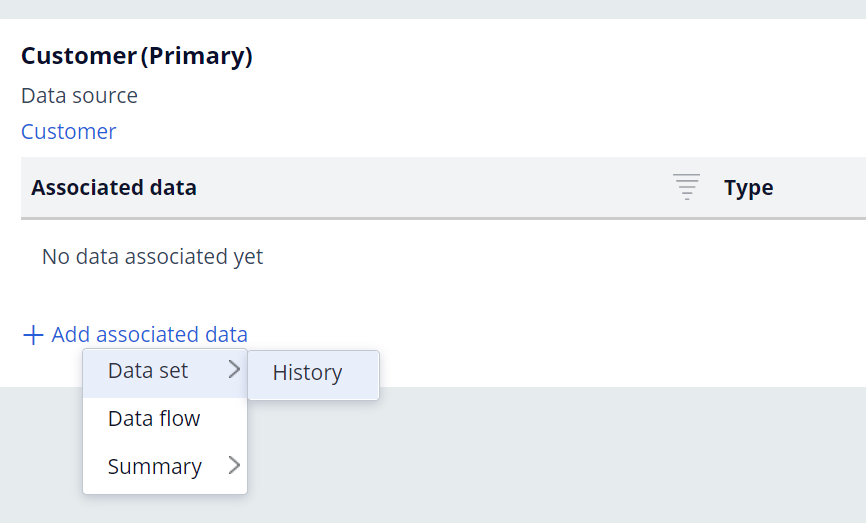 Customer (Primary)
Data source
Customer
Associated data Type
No data associated yet
+ Add associated data
Data set
History
Data flow
Summary